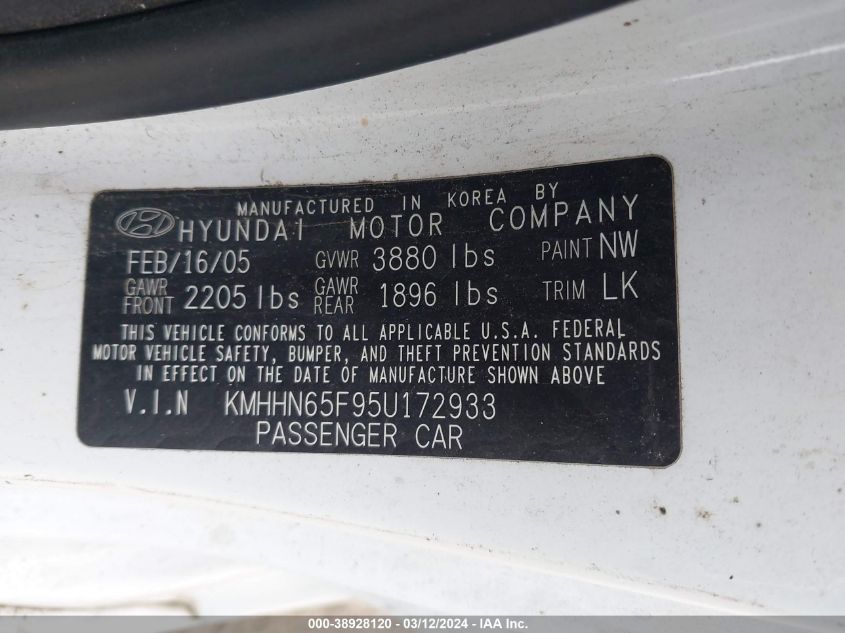 MANUFACTURED IN KOREA BY
HYUNDAI MOTOR COMPANY
FEB/16/05 GVWR 3880 lbs PAINT NW
GAWR FRONT 2205 lbs GAWR REAR 1896 lbs TRIM LK
THIS VEHICLE CONFORMS TO ALL APPLICABLE U.S.A. FEDERAL
MOTOR VEHICLE SAFETY, BUMPER, AND THEFT PREVENTION STANDARDS
IN EFFECT ON THE DATE OF MANUFACTURE SHOWN ABOVE
V.I.N KMHHN65F95U172933
PASSENGER CAR
000-38928120 - 03/12/2024 - IAA Inc.